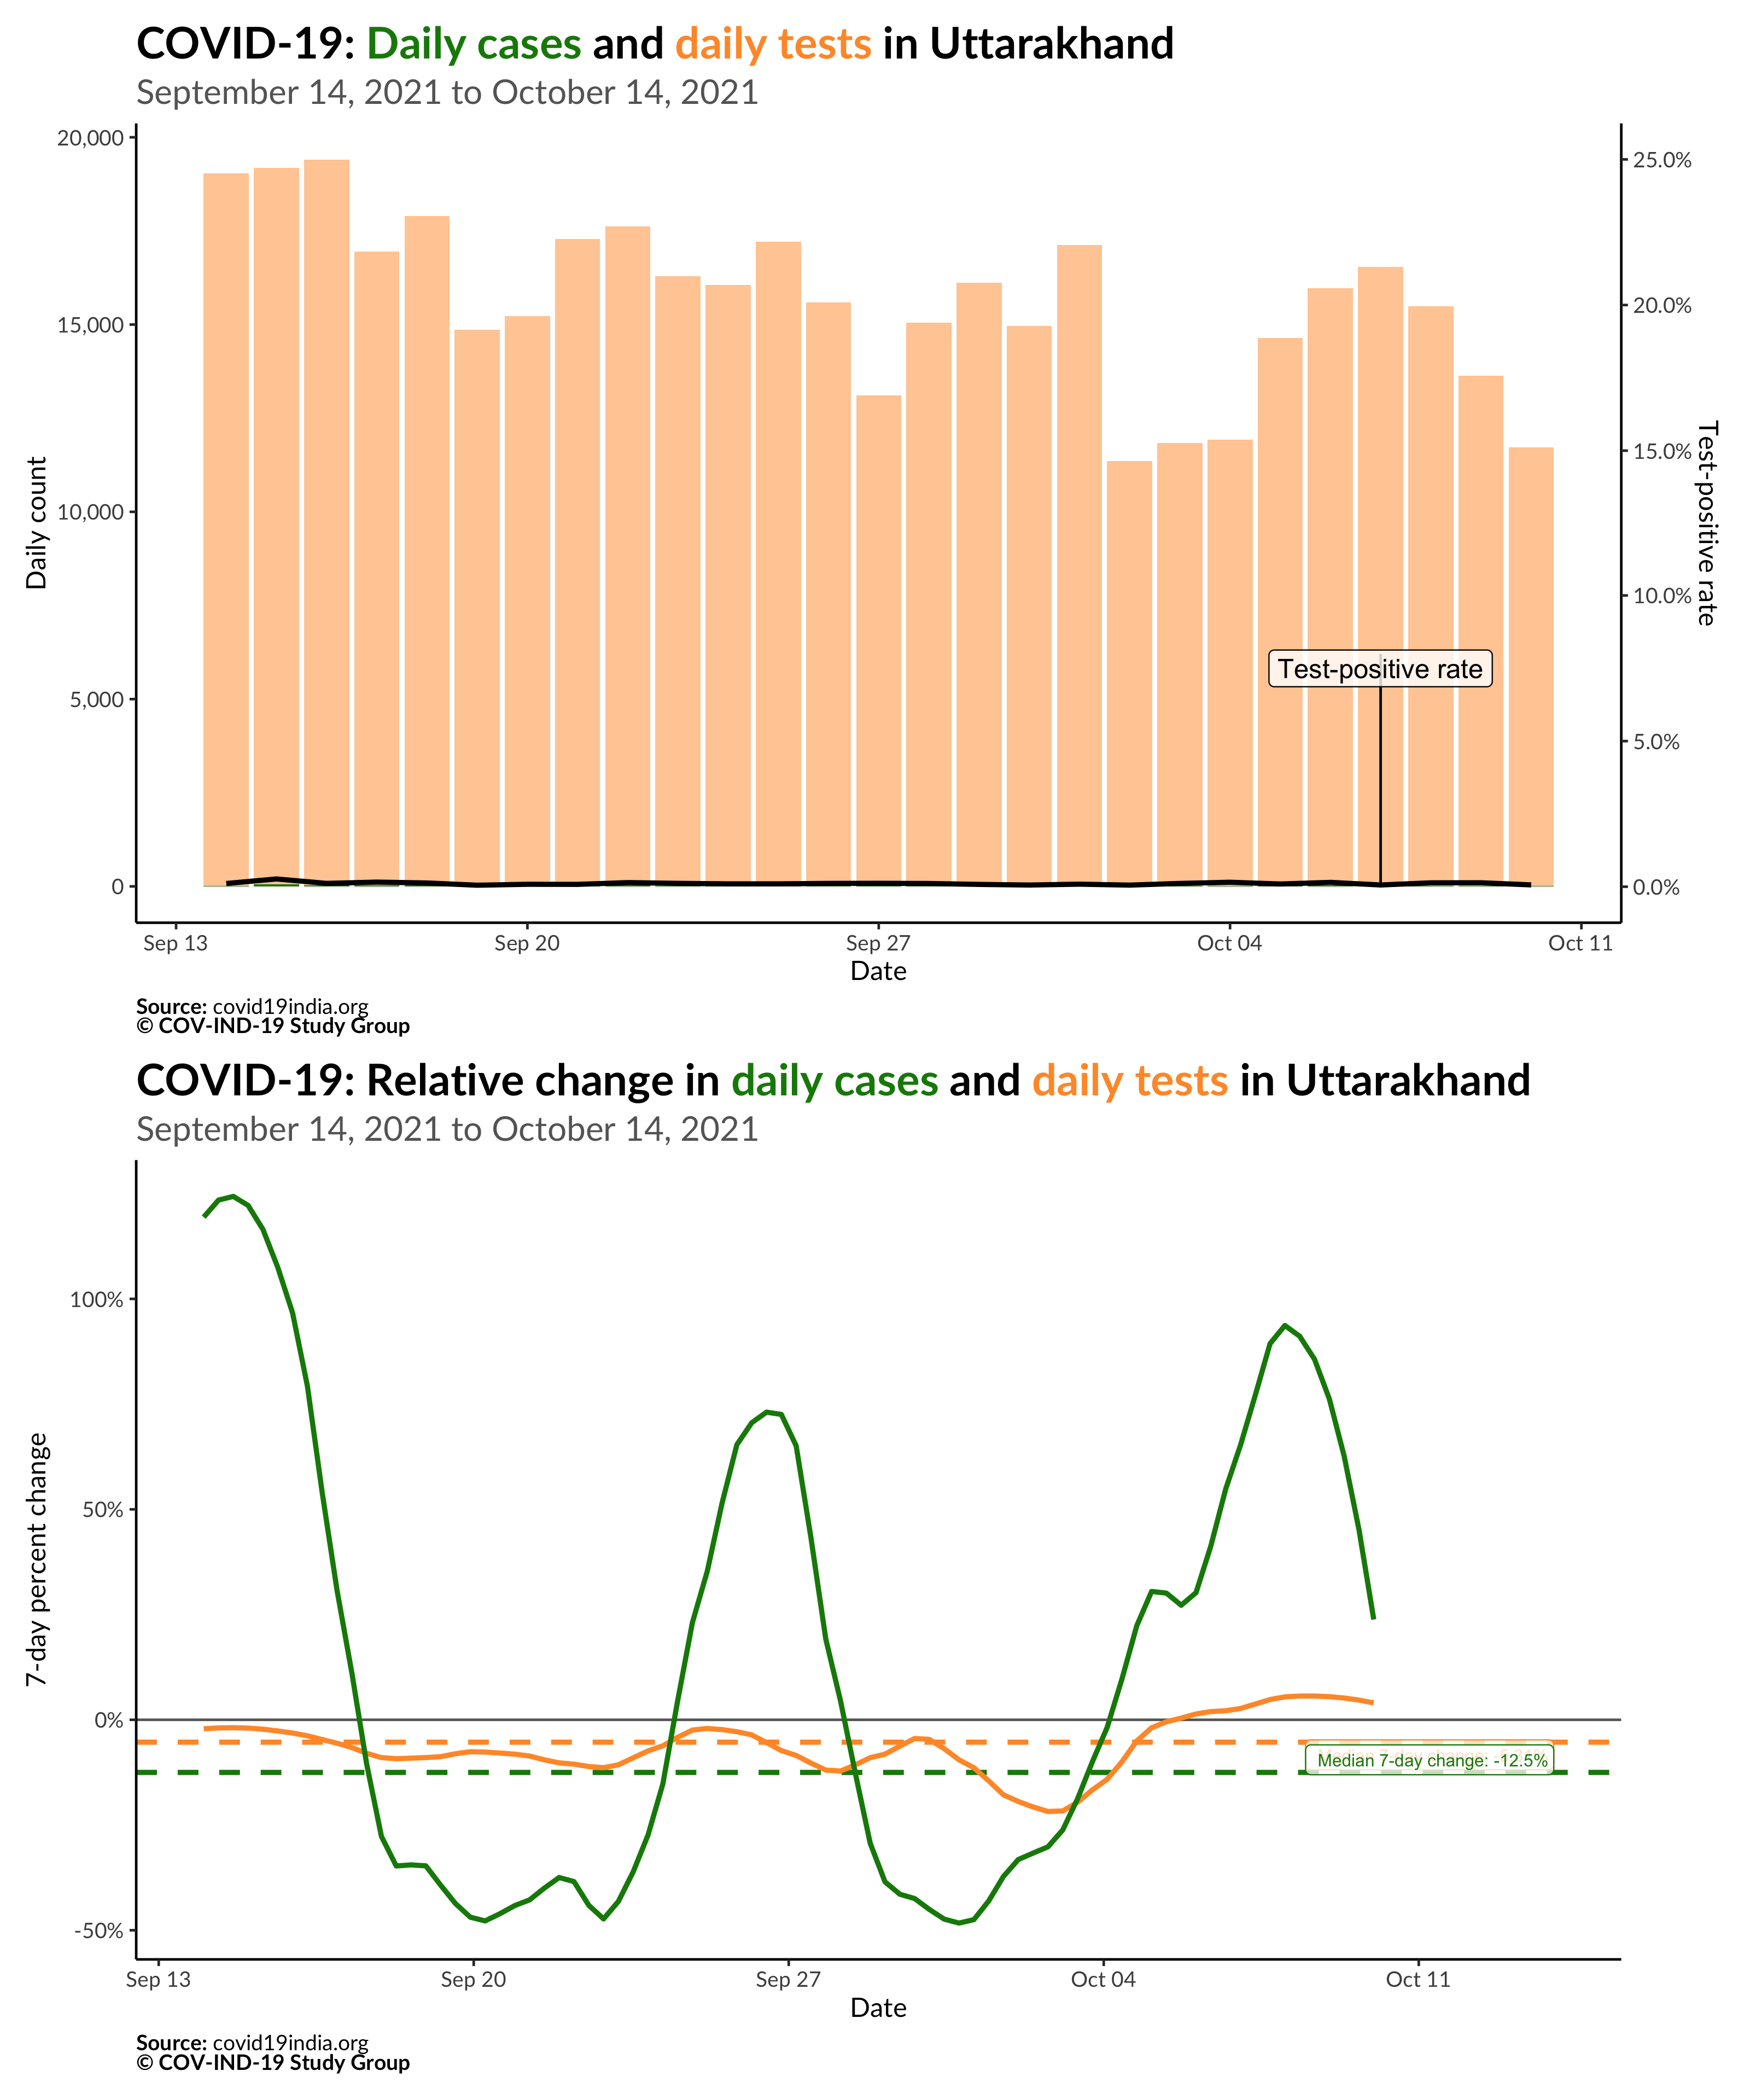 COVID-19: Daily cases and daily tests in Uttarakhand
September 14, 2021 to October 14, 2021
20,000
15,000
10,000
5,000
0
Daily count
25.0%
20.0%
15.0%
10.0%
5.0%
0.0%
Test-positive rate
Test-positive rate
Sep 13
Sep 20
Sep 27
Oct 04
Oct 11
Date
Source: covid19india.org
© COV-IND-19 Study Group
COVID-19: Relative change in daily cases and daily tests in Uttarakhand
September 14, 2021 to October 14, 2021
100%
50%
0%
-50%
7-day percent change
Median 7-day change: -12.5%
Sep 13
Sep 20
Sep 27
Oct 04
Oct 11
Date
Source: covid19india.org
© COV-IND-19 Study Group